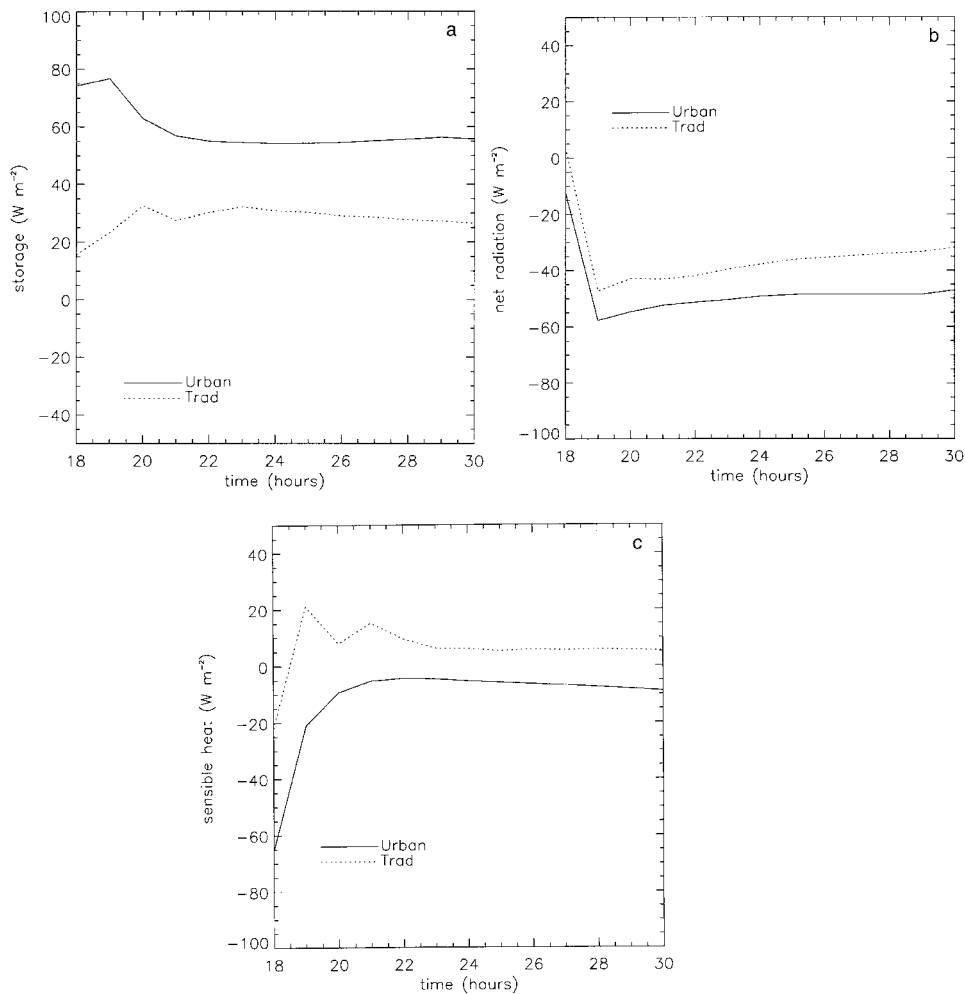 a
100
80
60
40
20
0
−20
−40
storage (W m⁻²)
Urban
Trad
18 20 22 24 26 28 30
time (hours)
b
40
20
0
−20
−40
−60
−80
−100
net radiation (W m⁻²)
Urban
Trad
18 20 22 24 26 28 30
time (hours)
c
40
20
0
−20
−40
−60
−80
−100
sensible heat (W m⁻²)
Urban
Trad
18 20 22 24 26 28 30
time (hours)